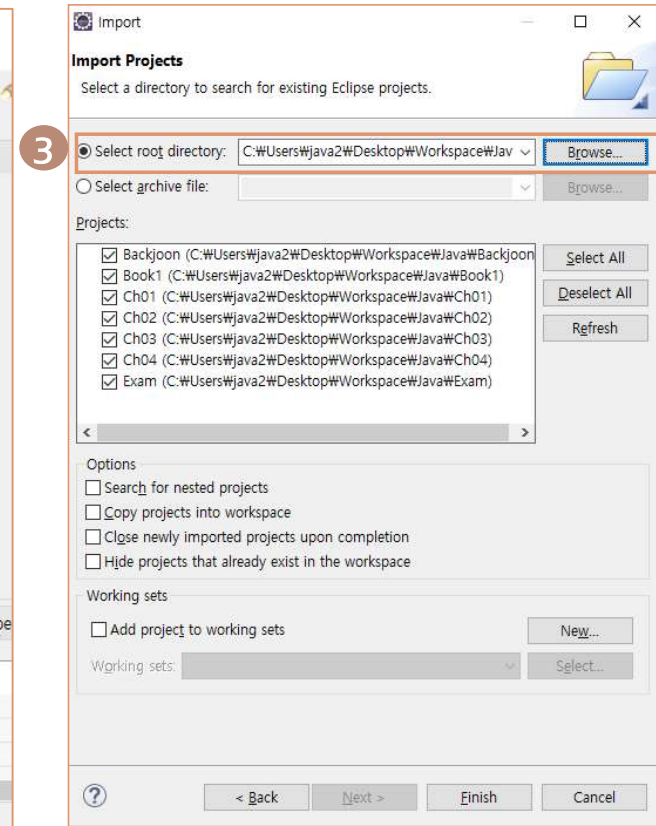 Import
Import Projects
Select a directory to search for existing Eclipse projects.
3
Select root directory: C:₩Users₩java2₩Desktop₩Workspace₩Jav Browse...
Select archive file: Browse...
Projects:
Backjoon (C:₩Users₩java2₩Desktop₩Workspace₩Java₩Backjoon
Book1 (C:₩Users₩java2₩Desktop₩Workspace₩Java₩Book1)
Ch01 (C:₩Users₩java2₩Desktop₩Workspace₩Java₩Ch01)
Ch02 (C:₩Users₩java2₩Desktop₩Workspace₩Java₩Ch02)
Ch03 (C:₩Users₩java2₩Desktop₩Workspace₩Java₩Ch03)
Ch04 (C:₩Users₩java2₩Desktop₩Workspace₩Java₩Ch04)
Exam (C:₩Users₩java2₩Desktop₩Workspace₩Java₩Exam)
Select All
Deselect All
Refresh
Options
Search for nested projects
Copy projects into workspace
Close newly imported projects upon completion
Hide projects that already exist in the workspace
Working sets
Add project to working sets New...
Working sets: Select...
? < Back Next > Finish Cancel